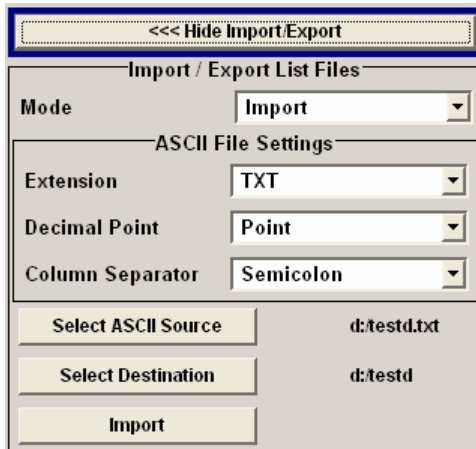 <<< Hide Import/Export
Import / Export List Files
Mode Import
ASCII File Settings
Extension TXT
Decimal Point Point
Column Separator Semicolon
Select ASCII Source d:/testd.txt
Select Destination d:/testd
Import